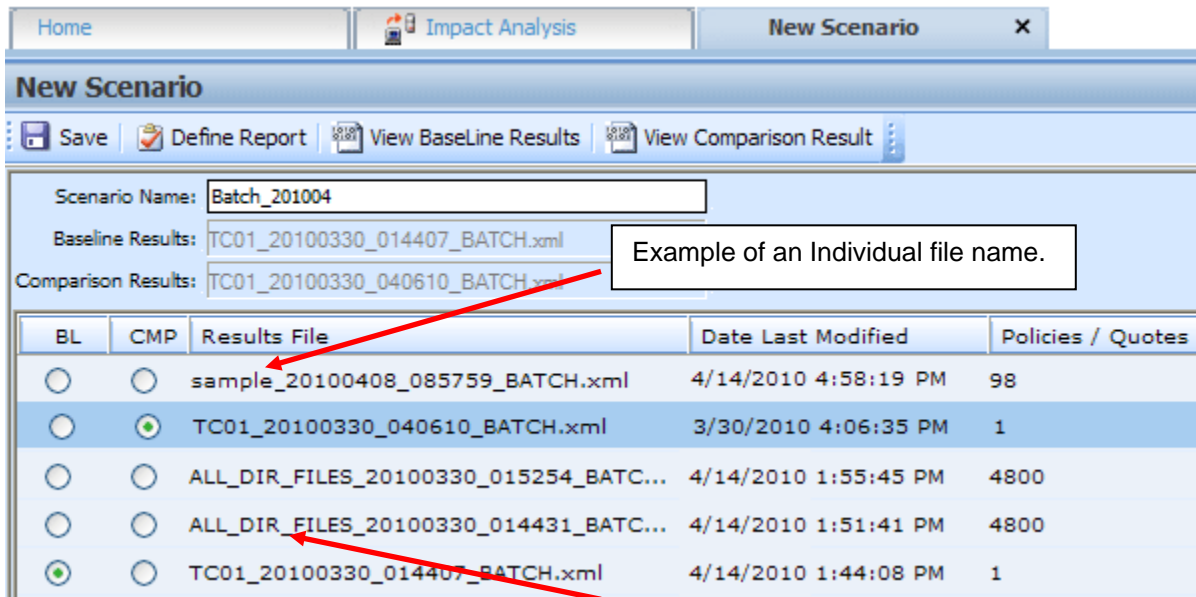 Home Impact Analysis New Scenario x
New Scenario
Save Define Report View BaseLine Results View Comparison Result
Scenario Name: Batch_201004
Baseline Results: TC01_20100330_014407_BATCH.xml
Example of an Individual file name.
Comparison Results: TC01_20100330_040610_BATCH.xml
BL CMP Results File Date Last Modified Policies / Quotes
sample_20100408_085759_BATCH.xml 4/14/2010 4:58:19 PM 98
TC01_20100330_040610_BATCH.xml 3/30/2010 4:06:35 PM 1
ALL_DIR_FILES_20100330_015254_BATC... 4/14/2010 1:55:45 PM 4800
ALL_DIR_FILES_20100330_014431_BATC... 4/14/2010 1:51:41 PM 4800
TC01_20100330_014407_BATCH.xml 4/14/2010 1:44:08 PM 1